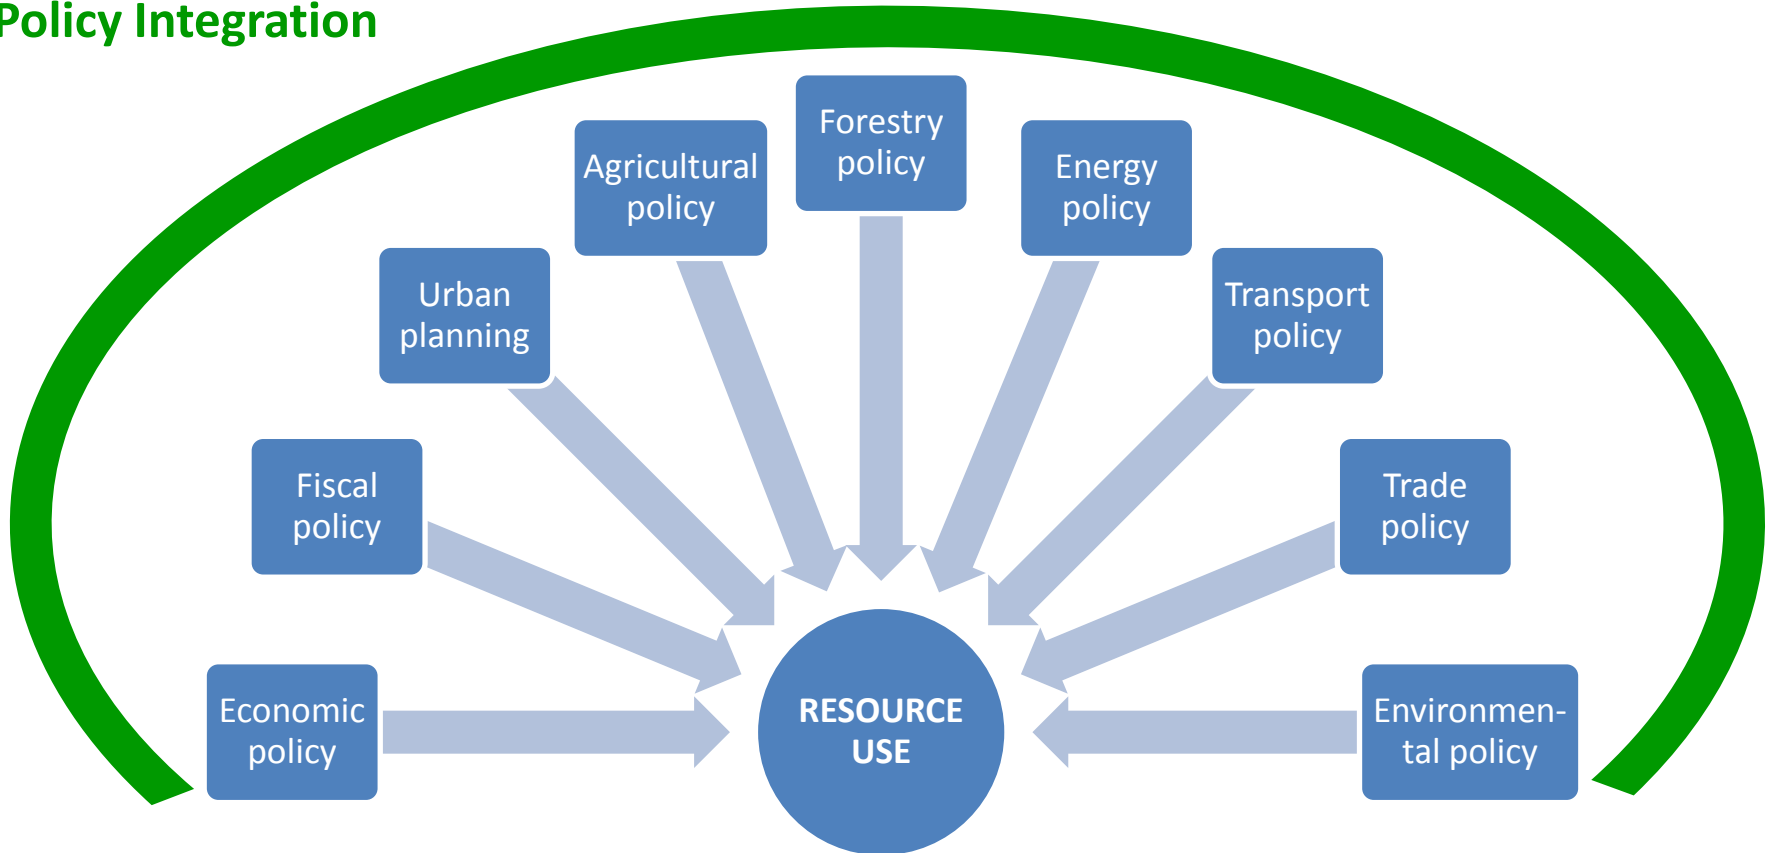 Policy Integration
Forestry
policy
Agricultural
policy
Energy
policy
Urban
planning
Transport
policy
Fiscal
policy
Trade
policy
Economic
policy
RESOURCE
USE
Environmen-
tal policy